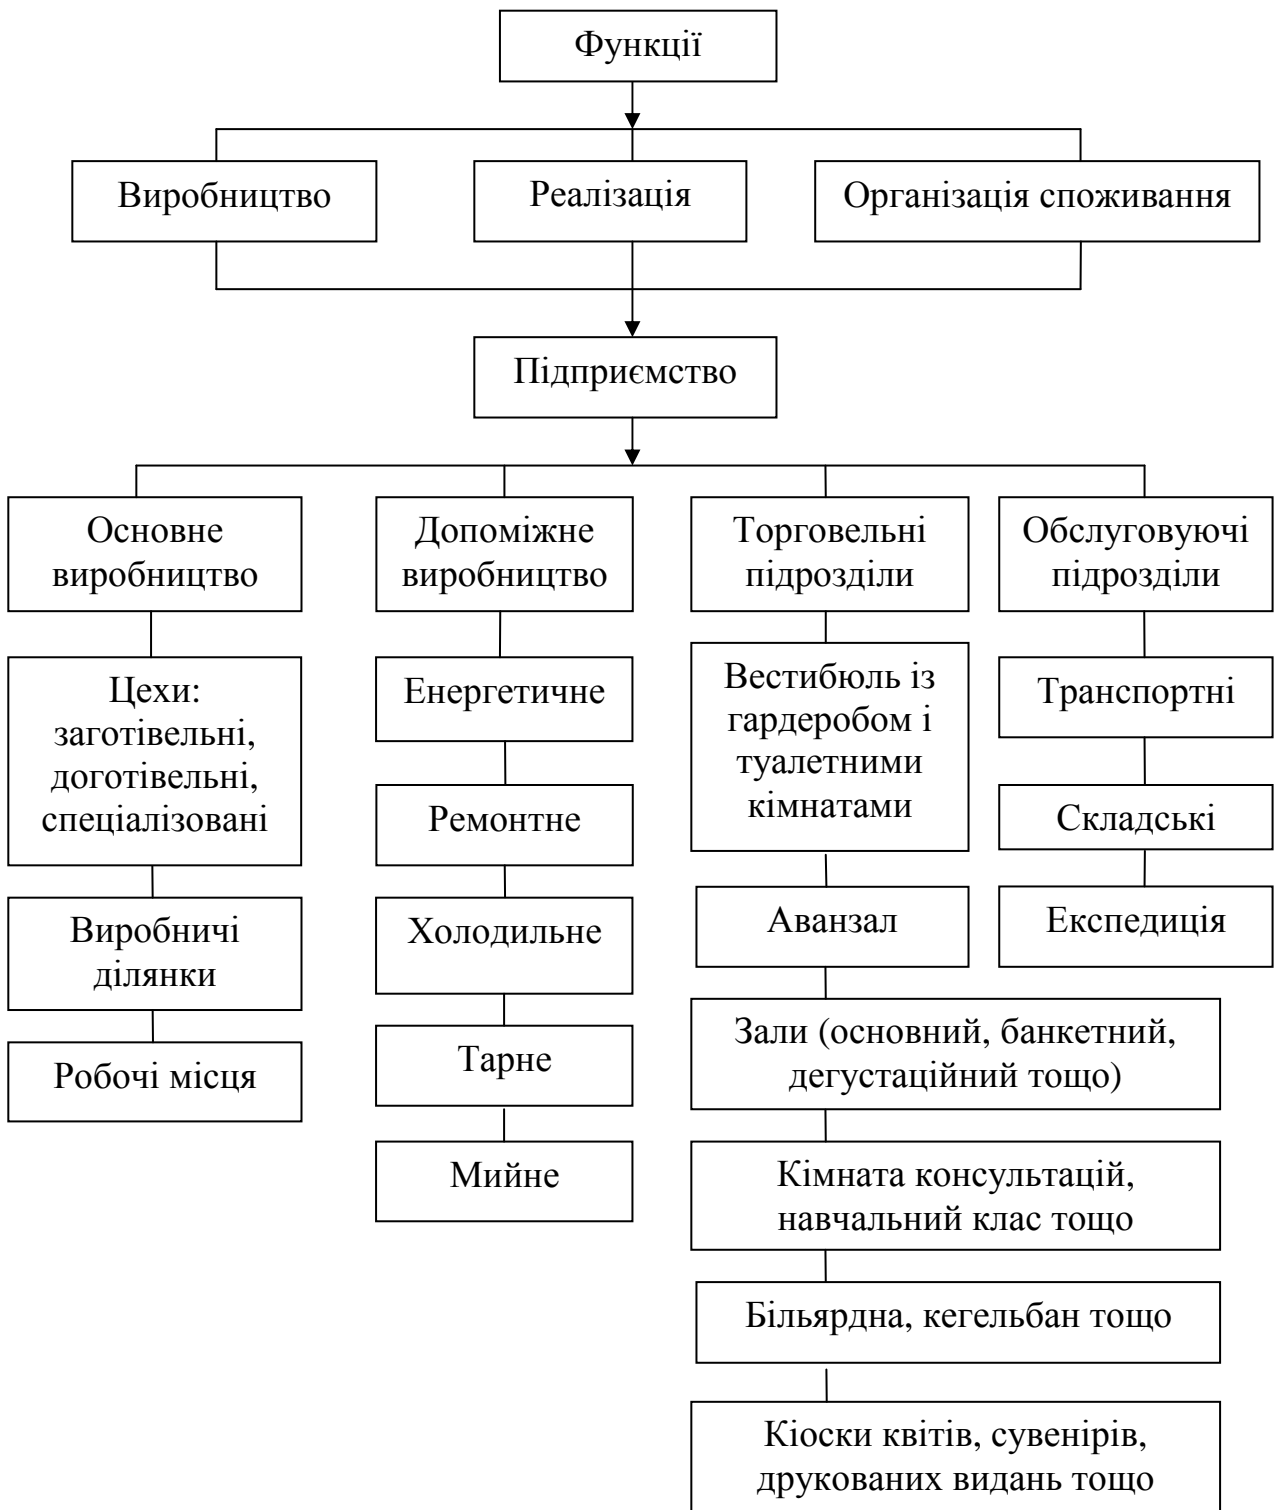 Функції
Виробництво
Реалізація
Організація споживання
Підприємство
Основне
виробництво
Допоміжне
виробництво
Торговельні
підрозділи
Обслуговуючі
підрозділи
Цехи:
заготівельні,
доготівельні,
спеціалізовані
Виробничі
ділянки
Робочі місця
Енергетичне
Ремонтне
Холодильне
Тарне
Мийне
Вестибюль із
гардеробом і
туалетними
кімнатами
Аванзал
Зали (основний, банкетний,
дегустаційний тощо)
Кімната консультацій,
навчальний клас тощо
Більярдна, кегельбан тощо
Кіоски квітів, сувенірів,
друкованих видань тощо
Транспортні
Складські
Експедиція